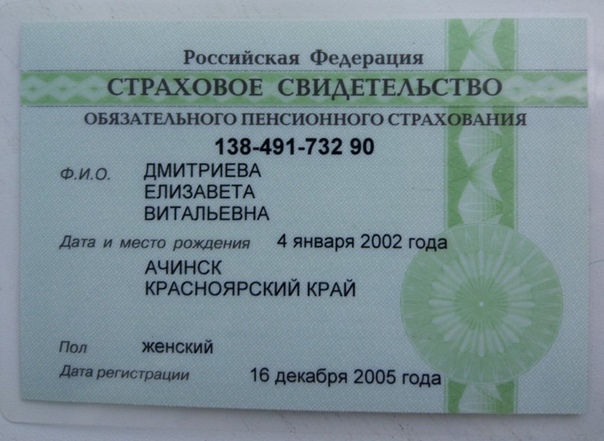 Российская Федерация
СТРАХОВОЕ СВИДЕТЕЛЬСТВО
ОБЯЗАТЕЛЬНОГО ПЕНСИОННОГО СТРАХОВАНИЯ
138-491-732 90
Ф.И.О. ДМИТРИЕВА
ЕЛИЗАВЕТА
ВИТАЛЬЕВНА
Дата и место рождения 4 января 2002 года
АЧИНСК
КРАСНОЯРСКИЙ КРАЙ
Пол женский
Дата регистрации 16 декабря 2005 года